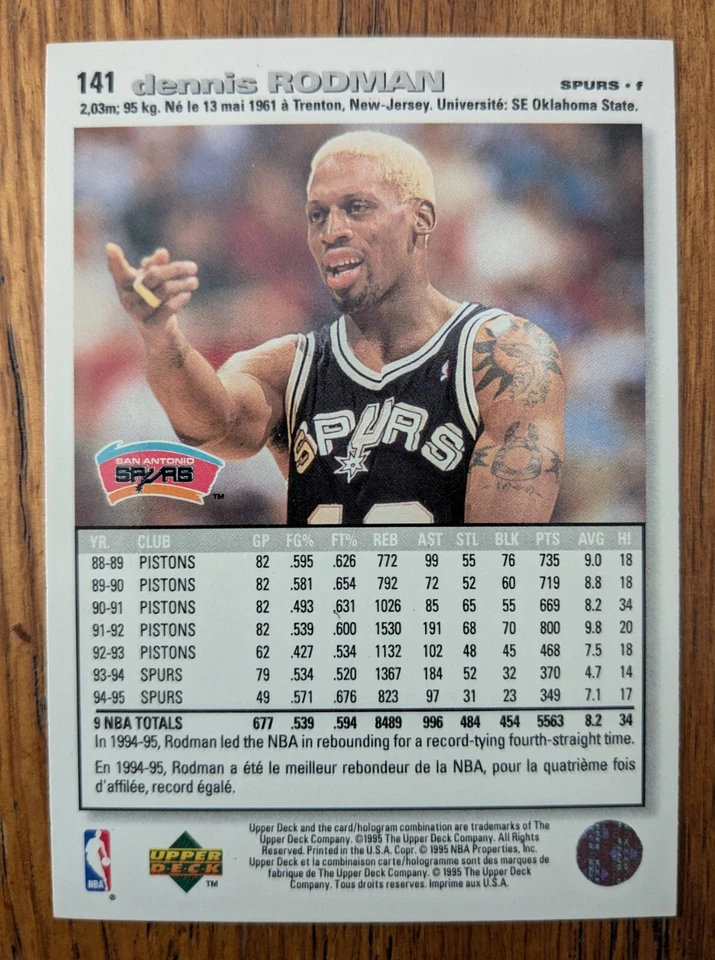 141 dennis RODMAN SPURS • f
2,03m; 95 kg. Né le 13 mai 1961 à Trenton, New-Jersey. Université: SE Oklahoma State.
SPURS
SAN ANTONIO
SPURS
TM
YR. CLUB GP FG% FT% REB AST STL BLK PTS AVG HI
88-89 PISTONS 82 .595 .626 772 99 55 76 735 9.0 18
89-90 PISTONS 82 .581 .654 792 72 52 60 719 8.8 18
90-91 PISTONS 82 .493 .631 1026 85 65 55 669 8.2 34
91-92 PISTONS 82 .539 .600 1530 191 68 70 800 9.8 20
92-93 PISTONS 62 .427 .534 1132 102 48 45 468 7.5 18
93-94 SPURS 79 .534 .520 1367 184 52 32 370 4.7 14
94-95 SPURS 49 .571 .676 823 97 31 23 349 7.1 17
9 NBA TOTALS 677 .539 .594 8489 996 484 454 5563 8.2 34
In 1994-95, Rodman led the NBA in rebounding for a record-tying fourth-straight time.
En 1994-95, Rodman a été le meilleur rebondeur de la NBA, pour la quatrième fois
d'affilée, record égalé.
Upper Deck and the card/hologram combination are trademarks of The
Upper Deck Company. ©1995 The Upper Deck Company. All Rights
Reserved. Printed in the U.S.A. Copr. © 1995 NBA Properties, Inc.
Upper Deck et la combinaison carte/hologramme sont des marques de
fabrique de The Upper Deck Company. © 1995 The Upper Deck
Company. Tous droits reserves. Imprime aux U.S.A.
NBA ®
UPPER
DECK
TM